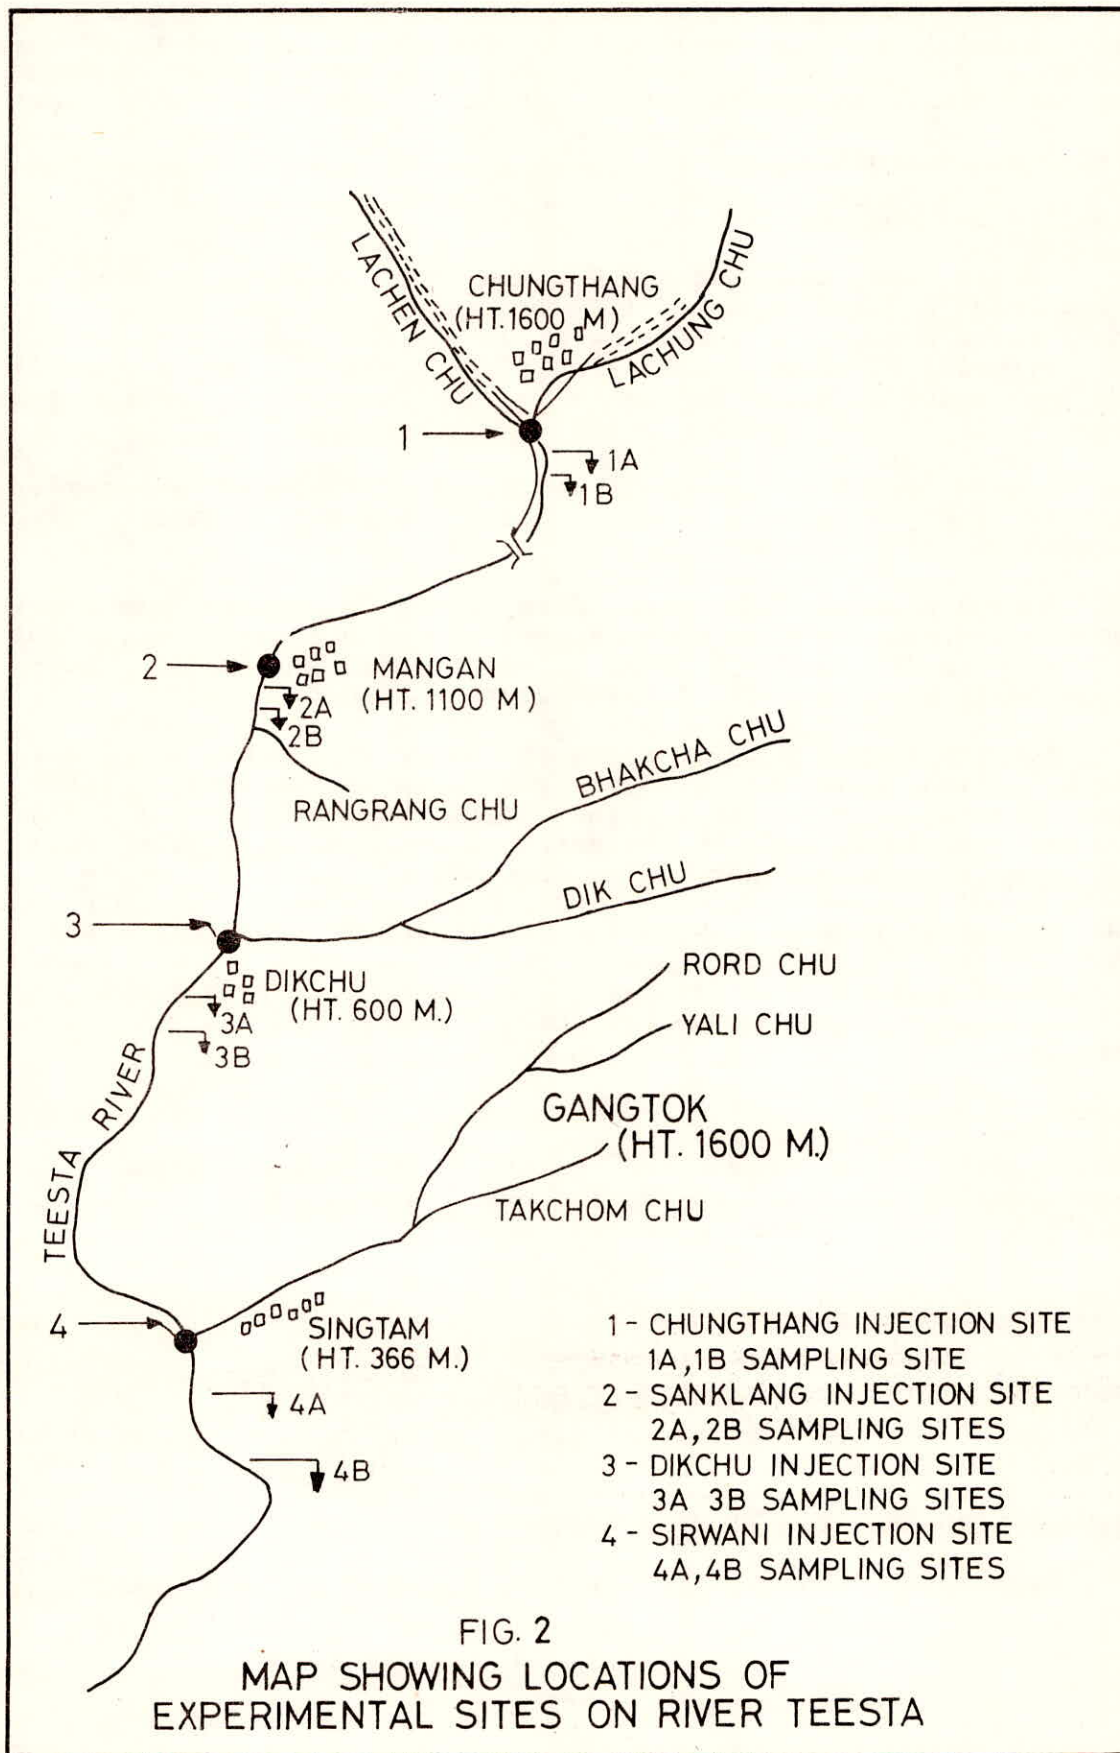 LACHEN CHU
CHUNGTHANG
(HT.1600 M)
LACHUNG CHU
1
1A
1B
2
MANGAN
(HT. 1100 M)
2A
2B
RANGRANG CHU
BHAKCHA CHU
DIK CHU
3
DIKCHU
(HT. 600 M.)
3A
3B
RORD CHU
YALI CHU
GANGTOK
(HT. 1600 M.)
TAKCHOM CHU
TEESTA RIVER
4
SINGTAM
(HT. 366 M.)
4A
4B
1 - CHUNGTHANG INJECTION SITE
1A,1B SAMPLING SITE
2 - SANKLANG INJECTION SITE
2A,2B SAMPLING SITES
3 - DIKCHU INJECTION SITE
3A 3B SAMPLING SITES
4 - SIRWANI INJECTION SITE
4A,4B SAMPLING SITES
FIG. 2
MAP SHOWING LOCATIONS OF
EXPERIMENTAL SITES ON RIVER TEESTA